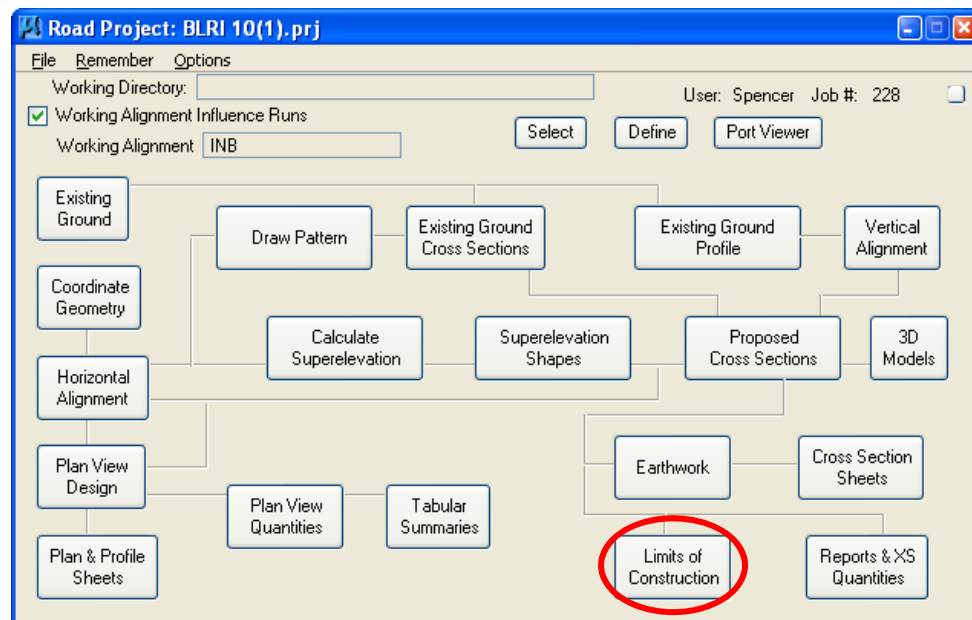 Road Project: BLRI 10(1).prj
File Remember Options
Working Directory:
User: Spencer Job #: 228
Working Alignment Influence Runs
Working Alignment INB
Select Define Port Viewer
Existing
Ground
Draw Pattern
Existing Ground
Cross Sections
Existing Ground
Profile
Vertical
Alignment
Coordinate
Geometry
Calculate
Superelevation
Superelevation
Shapes
Proposed
Cross Sections
3D
Models
Horizontal
Alignment
Plan View
Design
Earthwork
Cross Section
Sheets
Plan View
Quantities
Tabular
Summaries
Plan & Profile
Sheets
Limits of
Construction
Reports & XS
Quantities